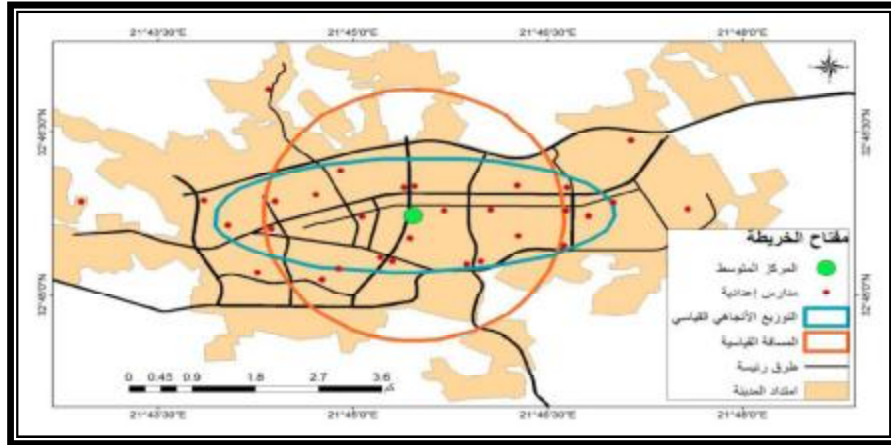 21°43'30"E 21°45'0"E 21°46'30"E 21°48'0"E
32°46'30"N 32°46'30"N
32°45'0"N 32°45'0"N
مفتاح الخريطة
المركز المتوسط
مدارس إعدادية
التوزيع الأتجاهي القياسي
المسافة القياسية
طرق رئيسة
امتداد المدينة
0 0.45 0.9 1.8 2.7 3.6
كم
21°43'30"E 21°45'0"E 21°46'30"E 21°48'0"E